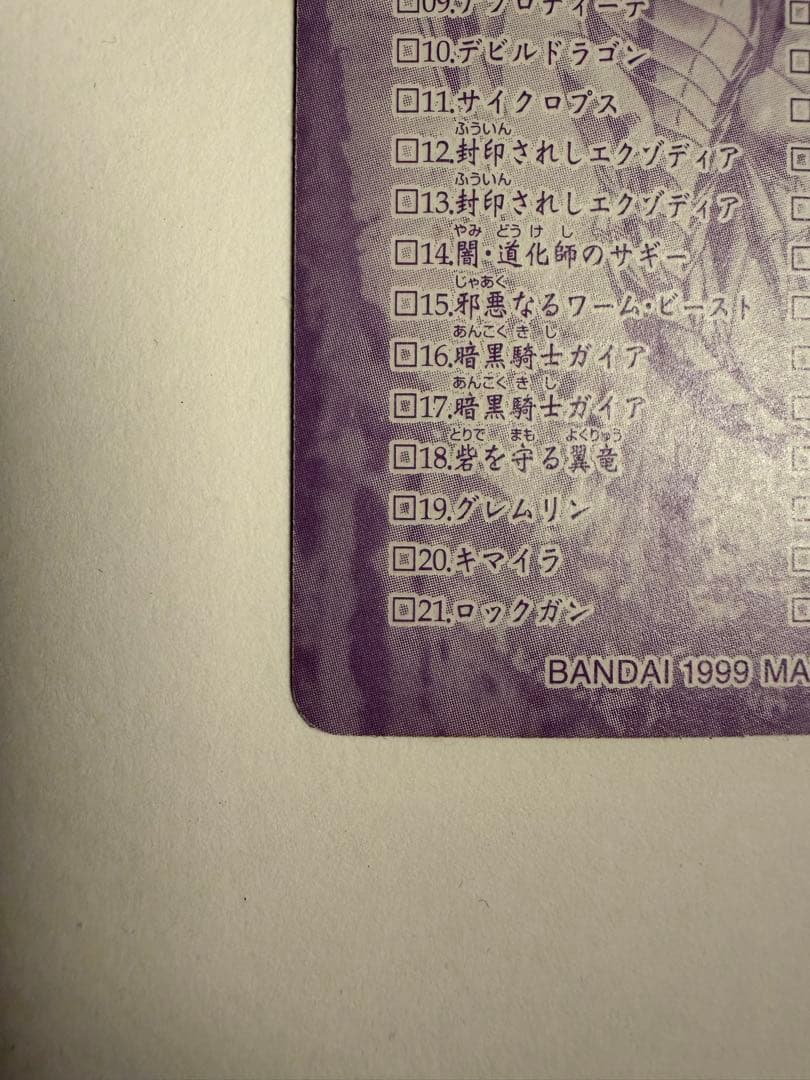 10.デビルドラゴン
11.サイクロプス
ふういん
12.封印されしエクゾディア
ふういん
13.封印されしエクゾディア
やみ どうけし
14.闇・道化師のサギー
じゃあく
15.邪悪なるワーム・ビースト
あんこくきし
16.暗黒騎士ガイア
あんこくきし
17.暗黒騎士ガイア
とりで まも よくりゅう
18.砦を守る翼竜
19.グレムリン
20.キマイラ
21.ロックガン
BANDAI 1999 MA